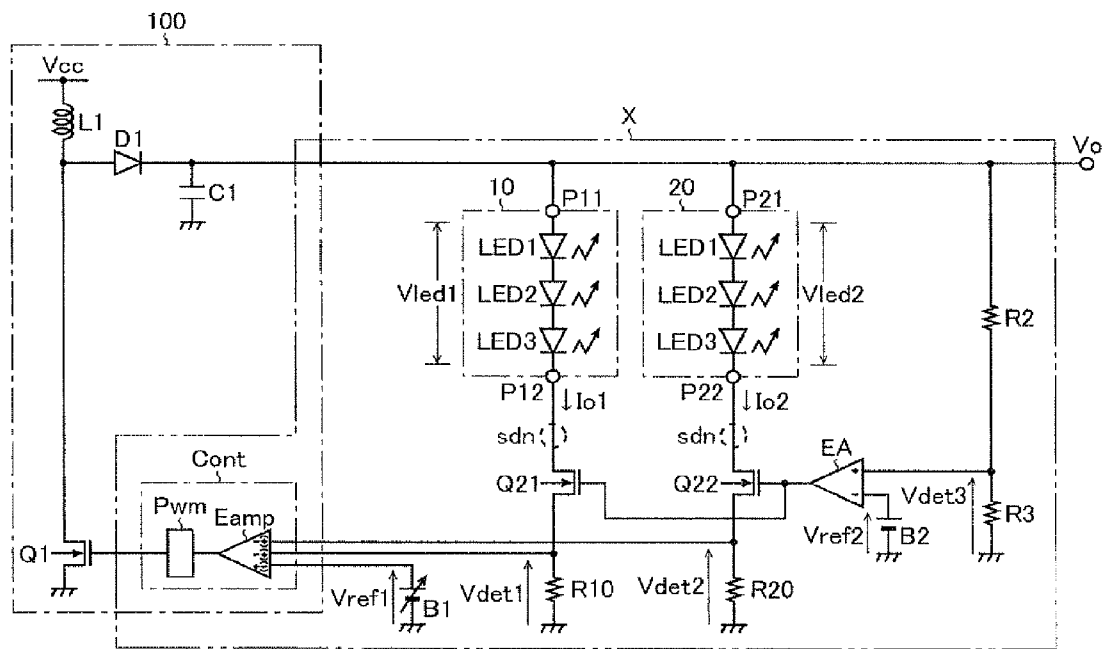 100
Vcc
L1
D1
X
Vo
C1
10
P11
20
P21
LED1
LED1
Vled1
LED2
LED2
Vled2
LED3
LED3
R2
P12
↓Io1
P22
↓Io2
sdn
sdn
EA
Cont
Q21
Q22
Vdet3
R3
Pwm
Eamp
Vref2
B2
Q1
Vref1
B1
Vdet1
R10
Vdet2
R20